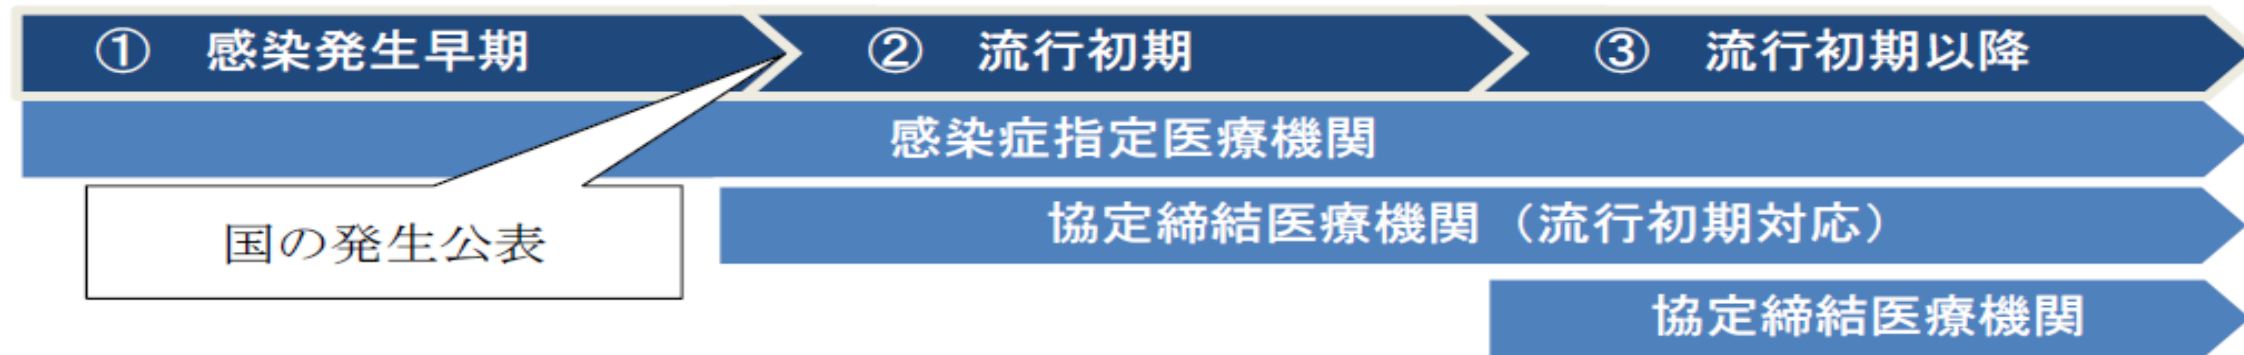 ① 感染発生早期
② 流行初期
③ 流行初期以降
感染症指定医療機関
国の発生公表
協定締結医療機関（流行初期対応）
協定締結医療機関